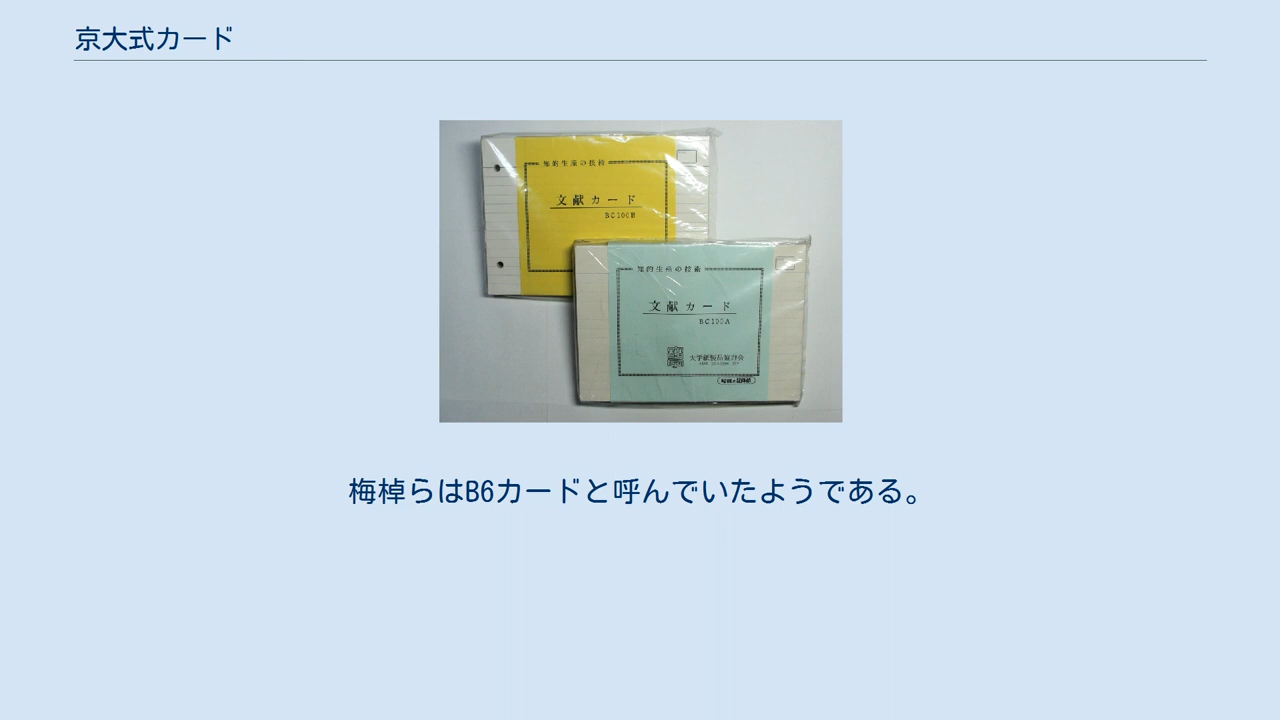 京大式カード
知的生産の技術
文献カード
BC100B
知的生産の技術
文献カード
BC100A
大学紙製品協力会
梅棹らはB6カードと呼んでいたようである。